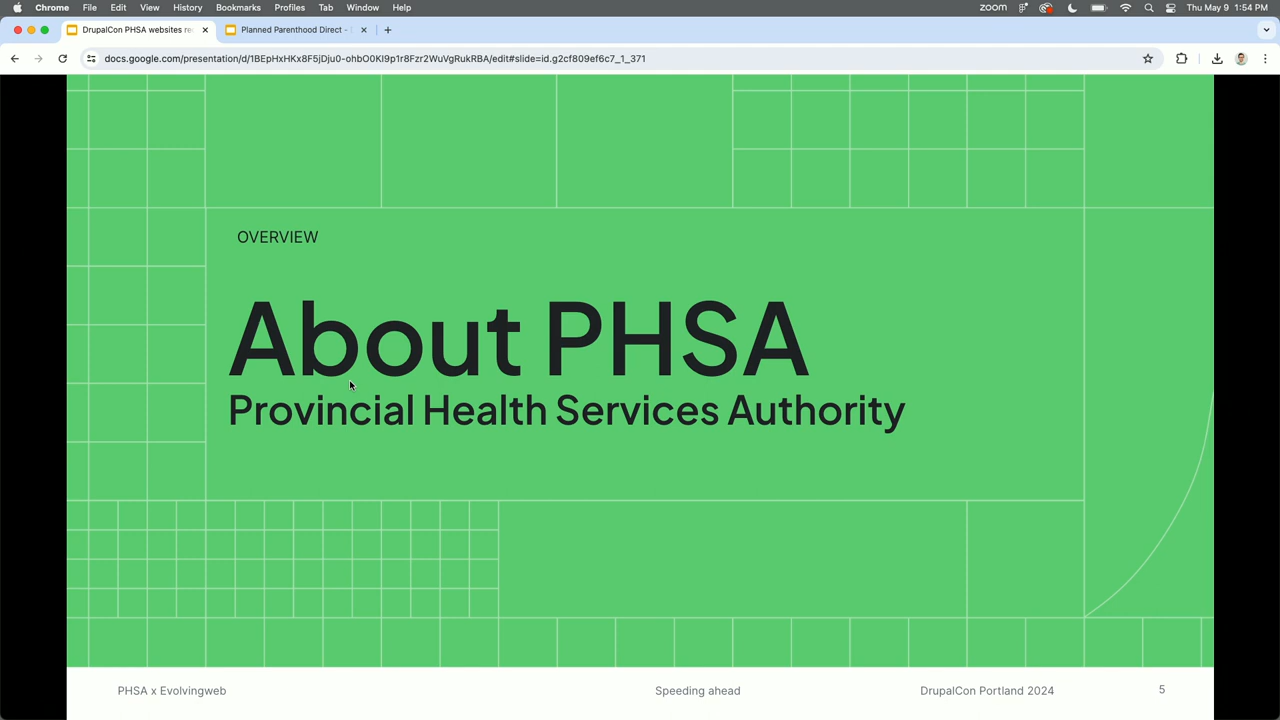 Chrome File Edit View History Bookmarks Profiles Tab Window Help zoom Thu May 9 1:54 PM
DrupalCon PHSA websites re
Planned Parenthood Direct -
docs.google.com/presentation/d/1BEpHxHKx8F5jDju0-ohbO0KI9p1r8Fzr2WuVgRukRBA/edit#slide=id.g2cf809ef6c7_1_371
OVERVIEW
About PHSA
Provincial Health Services Authority
PHSA x Evolvingweb Speeding ahead DrupalCon Portland 2024 5